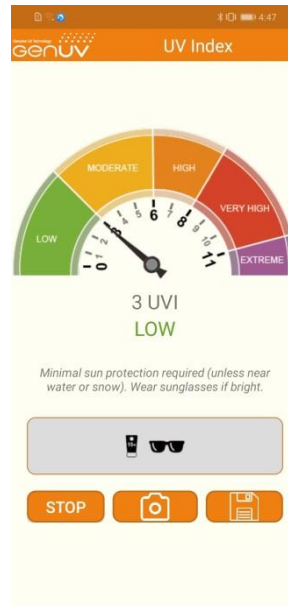 4:47
GenUV
UV Index
LOW
MODERATE
HIGH
VERY HIGH
EXTREME
0 1 2 3 4 5 6 7 8 9 10 11
3 UVI
LOW
Minimal sun protection required (unless near
water or snow). Wear sunglasses if bright.
15+
STOP